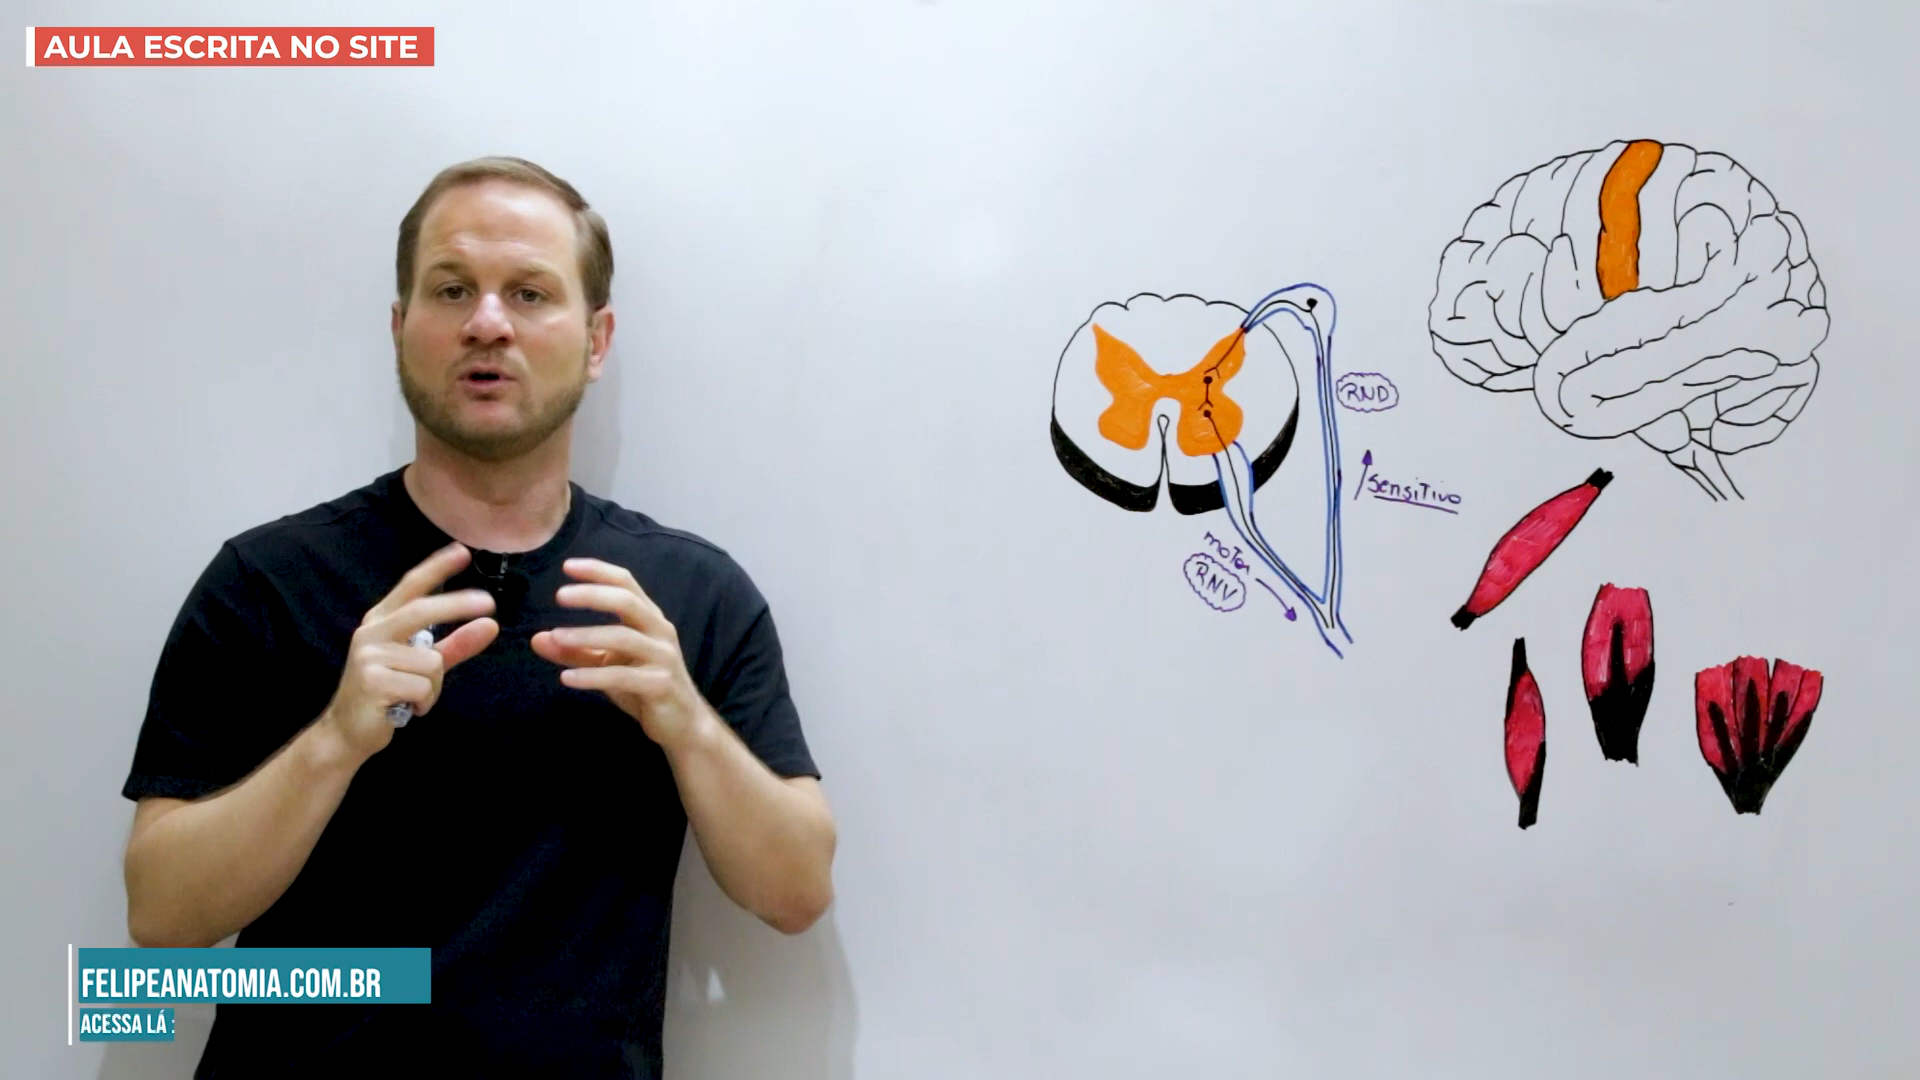 AULA ESCRITA NO SITE
RND
sensitivo
motor
RNV
FELIPEANATOMIA.COM.BR
ACESSA LÁ :